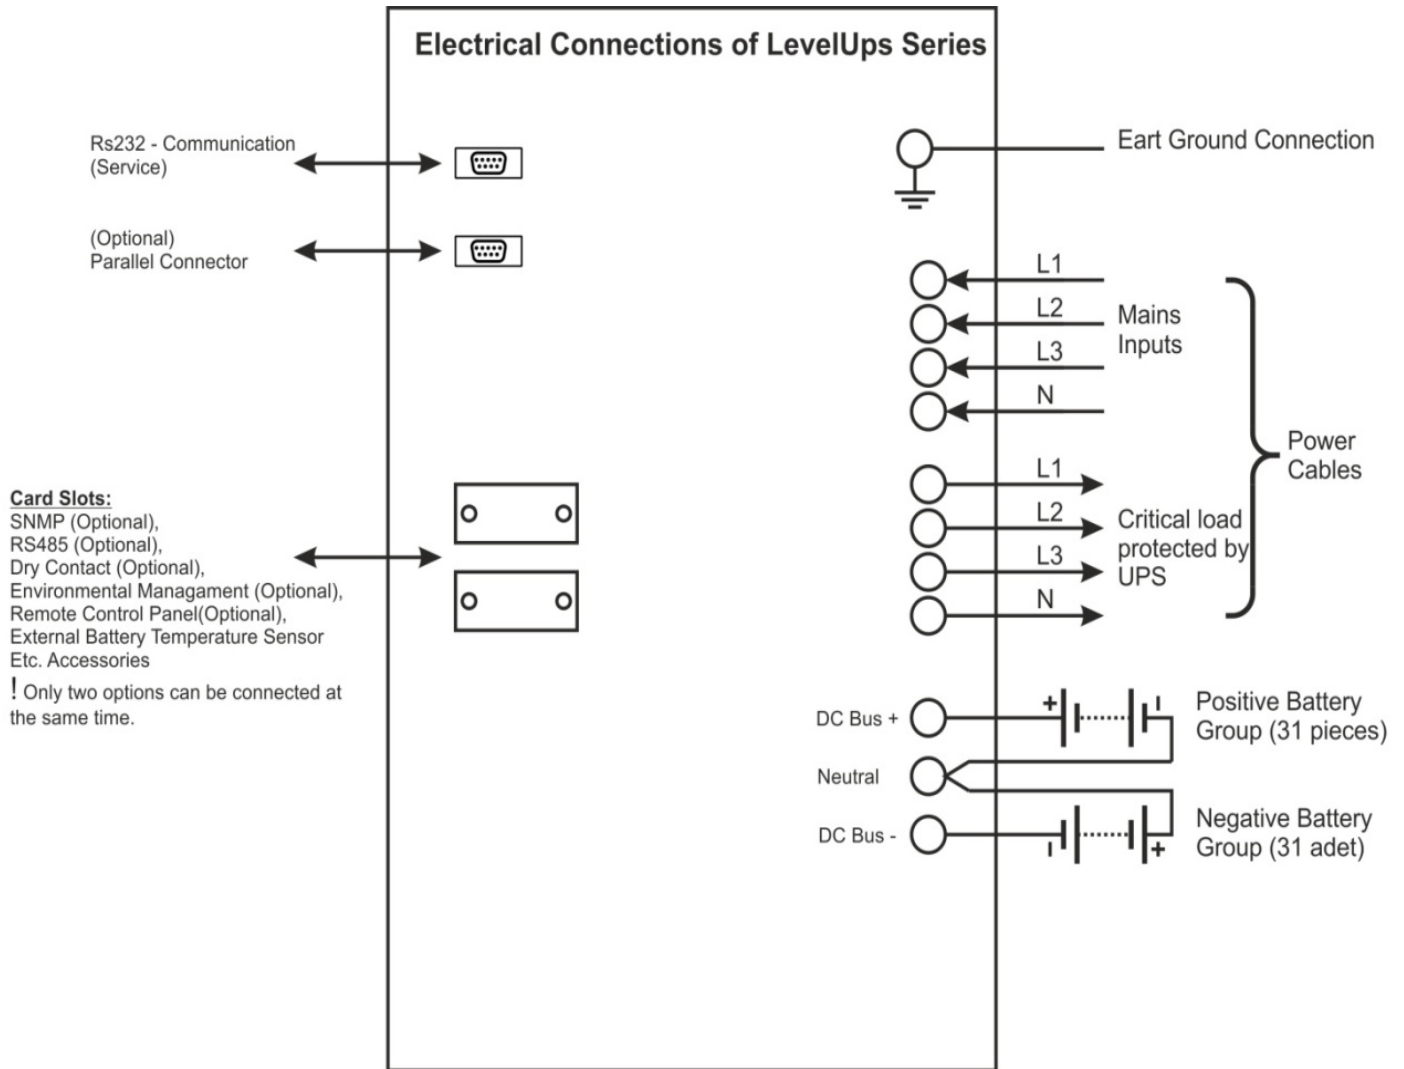 Electrical Connections of LevelUps Series
Rs232 - Communication
(Service)
(Optional)
Parallel Connector
Card Slots:
SNMP (Optional),
RS485 (Optional),
Dry Contact (Optional),
Environmental Managament (Optional),
Remote Control Panel(Optional),
External Battery Temperature Sensor
Etc. Accessories
! Only two options can be connected at
the same time.
Eart Ground Connection
L1
L2
L3
N
Mains
Inputs
L1
L2
L3
N
Critical load
protected by
UPS
Power
Cables
DC Bus +
Neutral
DC Bus -
+
-
Positive Battery
Group (31 pieces)
-
+
Negative Battery
Group (31 adet)